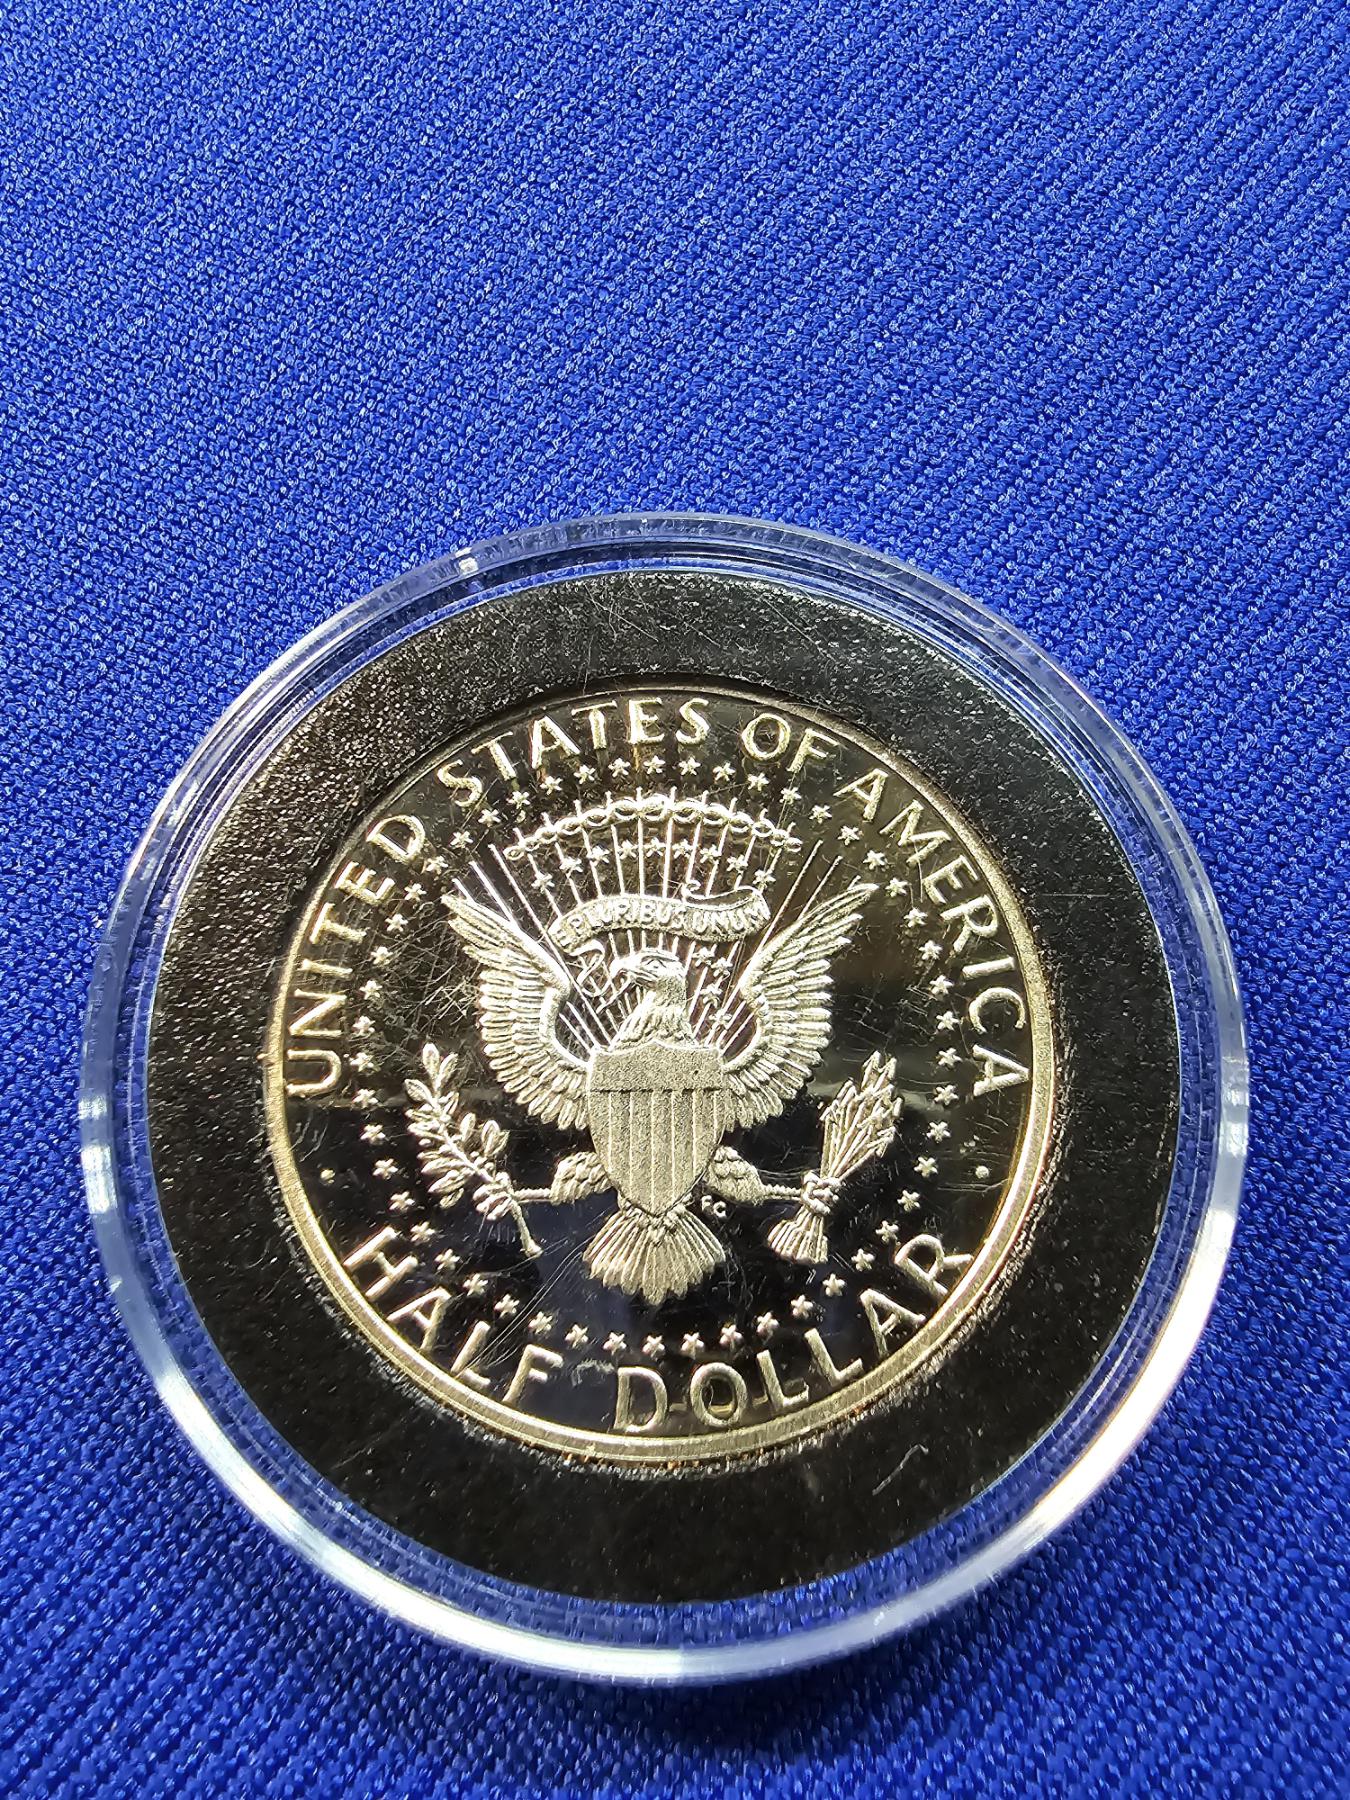 UNITED STATES OF AMERICA
E PLURIBUS UNUM
HALF DOLLAR